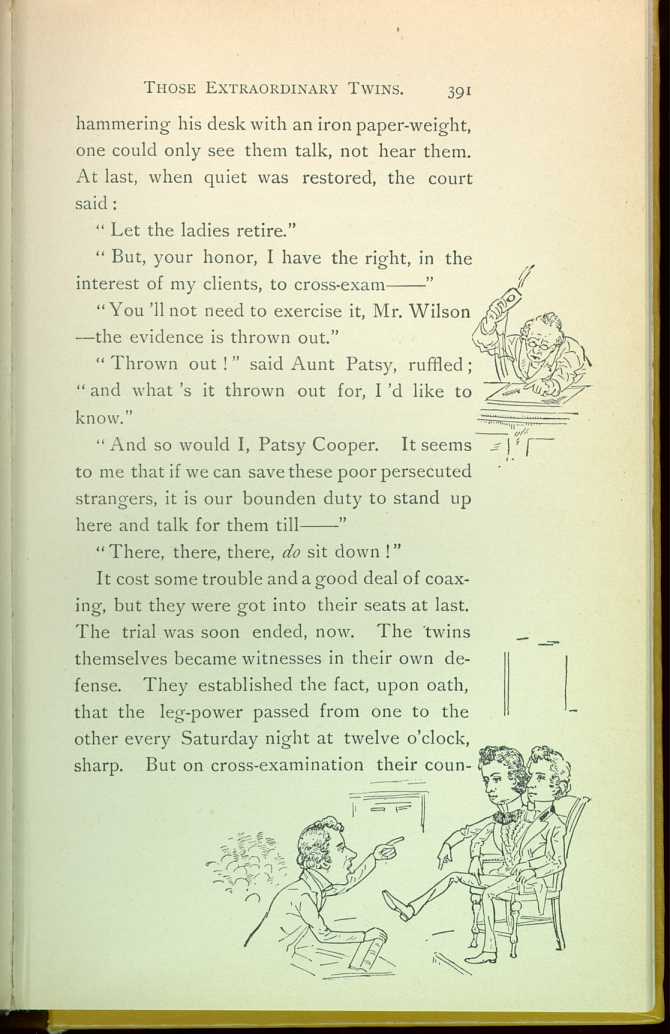 Those Extraordinary Twins. 391
hammering his desk with an iron paper-weight,
one could only see them talk, not hear them.
At last, when quiet was restored, the court
said :
“ Let the ladies retire.”
“ But, your honor, I have the right, in the
interest of my clients, to cross-exam——”
“ You ’ll not need to exercise it, Mr. Wilson
—the evidence is thrown out.”
“ Thrown out ! ” said Aunt Patsy, ruffled ;
“ and what ’s it thrown out for, I ’d like to
know.”
“ And so would I, Patsy Cooper. It seems
to me that if we can save these poor persecuted
strangers, it is our bounden duty to stand up
here and talk for them till——”
“ There, there, there, do sit down ! ”
It cost some trouble and a good deal of coax-
ing, but they were got into their seats at last.
The trial was soon ended, now. The twins
themselves became witnesses in their own de-
fense. They established the fact, upon oath,
that the leg-power passed from one to the
other every Saturday night at twelve o’clock,
sharp. But on cross-examination their coun-